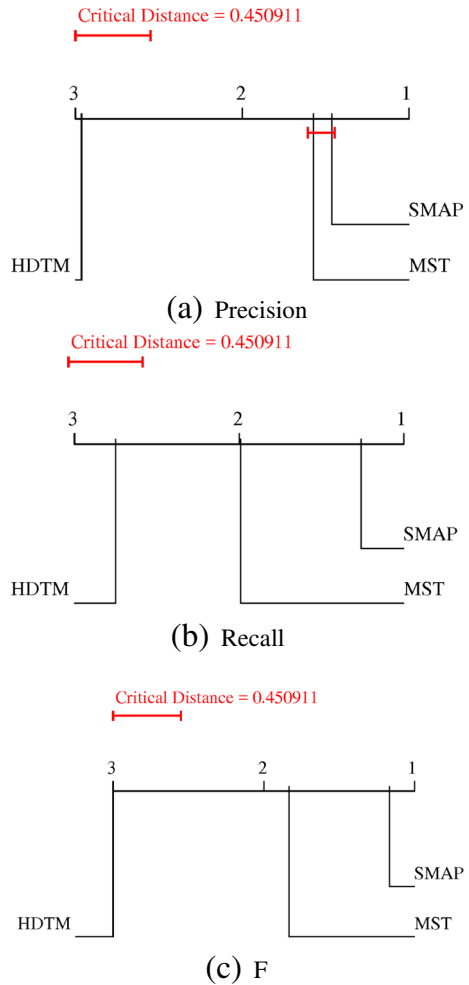 Critical Distance = 0.450911
3 2 1
SMAP
HDTM MST
(a) Precision
Critical Distance = 0.450911
3 2 1
SMAP
HDTM MST
(b) Recall
Critical Distance = 0.450911
3 2 1
SMAP
HDTM MST
(c) F